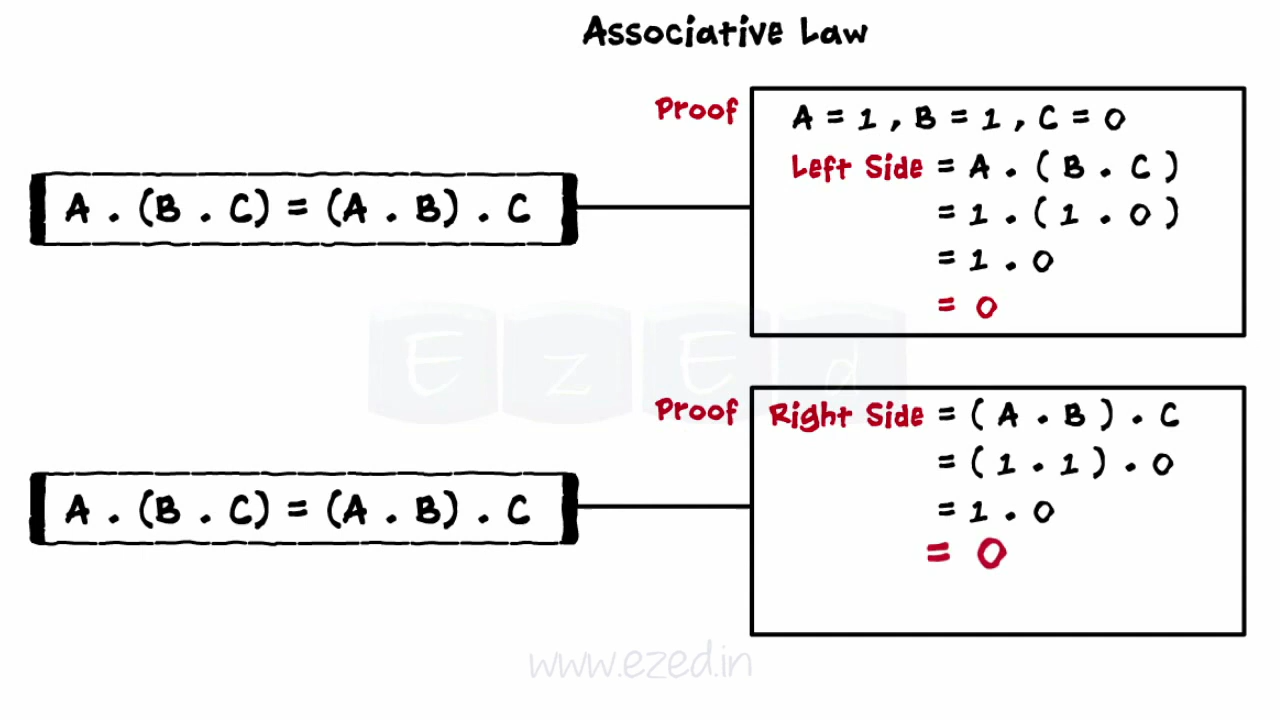 Associative Law
Proof
A = 1 , B = 1 , C = 0
Left Side = A . ( B . C )
A . (B . C) = (A . B) . C
= 1 . ( 1 . 0 )
= 1 . 0
= 0
EzEd
Proof
Right Side = ( A . B ) . C
= ( 1 . 1 ) . 0
A . (B . C) = (A . B) . C
= 1 . 0
= 0
www.ezed.in